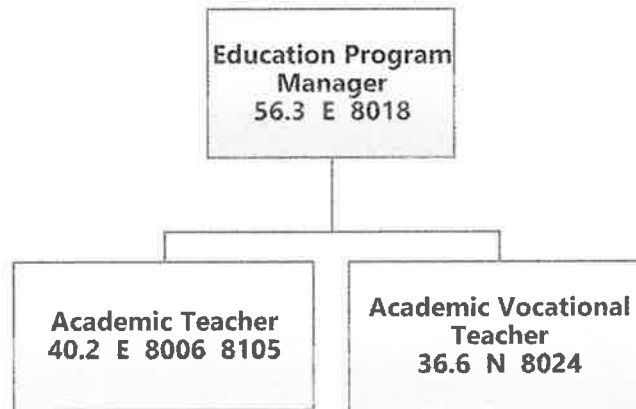 Education Program
Manager
56.3 E 8018
Academic Teacher
40.2 E 8006 8105
Academic Vocational
Teacher
36.6 N 8024